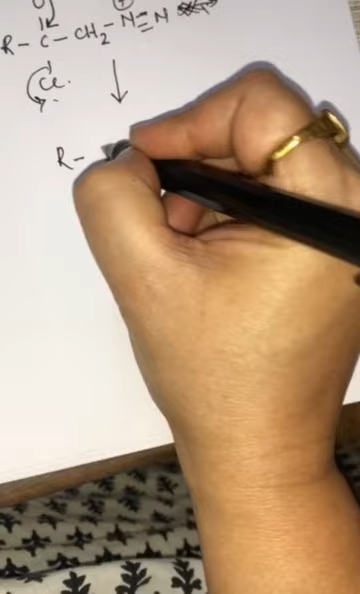 O
R - C - CH₂ - N ≡ N
⊕
Cl
R -